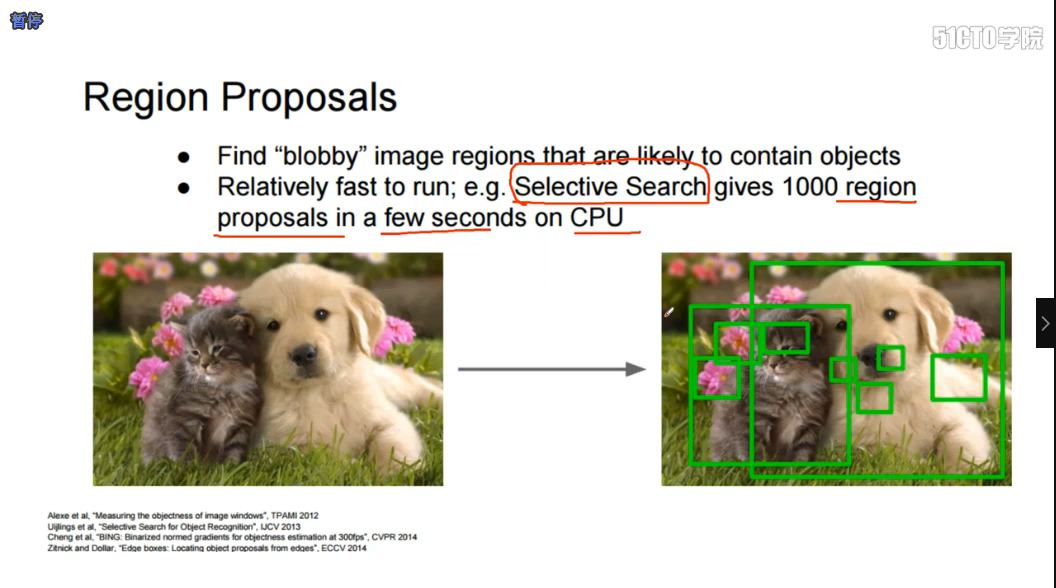 暂停
51CTO学院
Region Proposals
● Find “blobby” image regions that are likely to contain objects
● Relatively fast to run; e.g. Selective Search gives 1000 region
proposals in a few seconds on CPU
Alexe et al, “Measuring the objectness of image windows”, TPAMI 2012
Uijlings et al, “Selective Search for Object Recognition”, IJCV 2013
Cheng et al, “BING: Binarized normed gradients for objectness estimation at 300fps”, CVPR 2014
Zitnick and Dollar, “Edge boxes: Locating object proposals from edges”, ECCV 2014